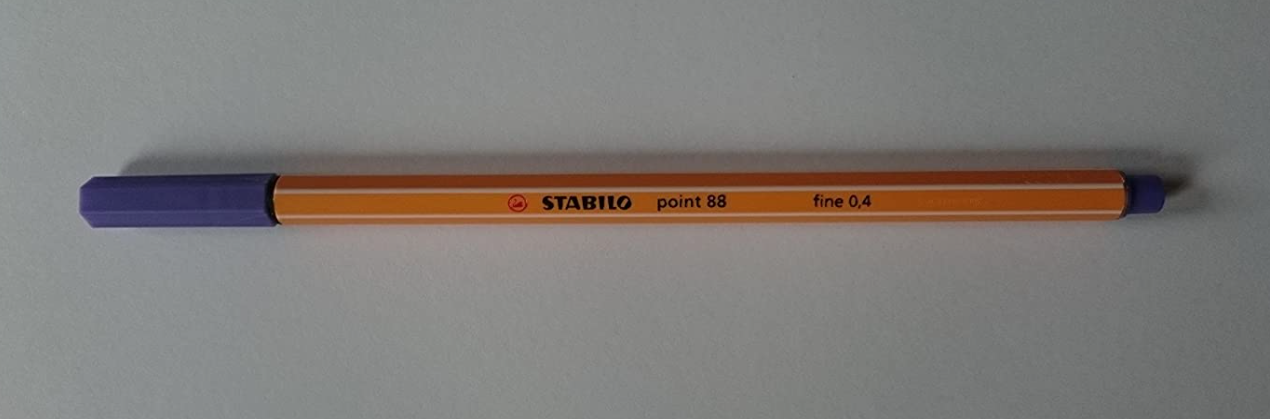 STABILO point 88 fine 0,4